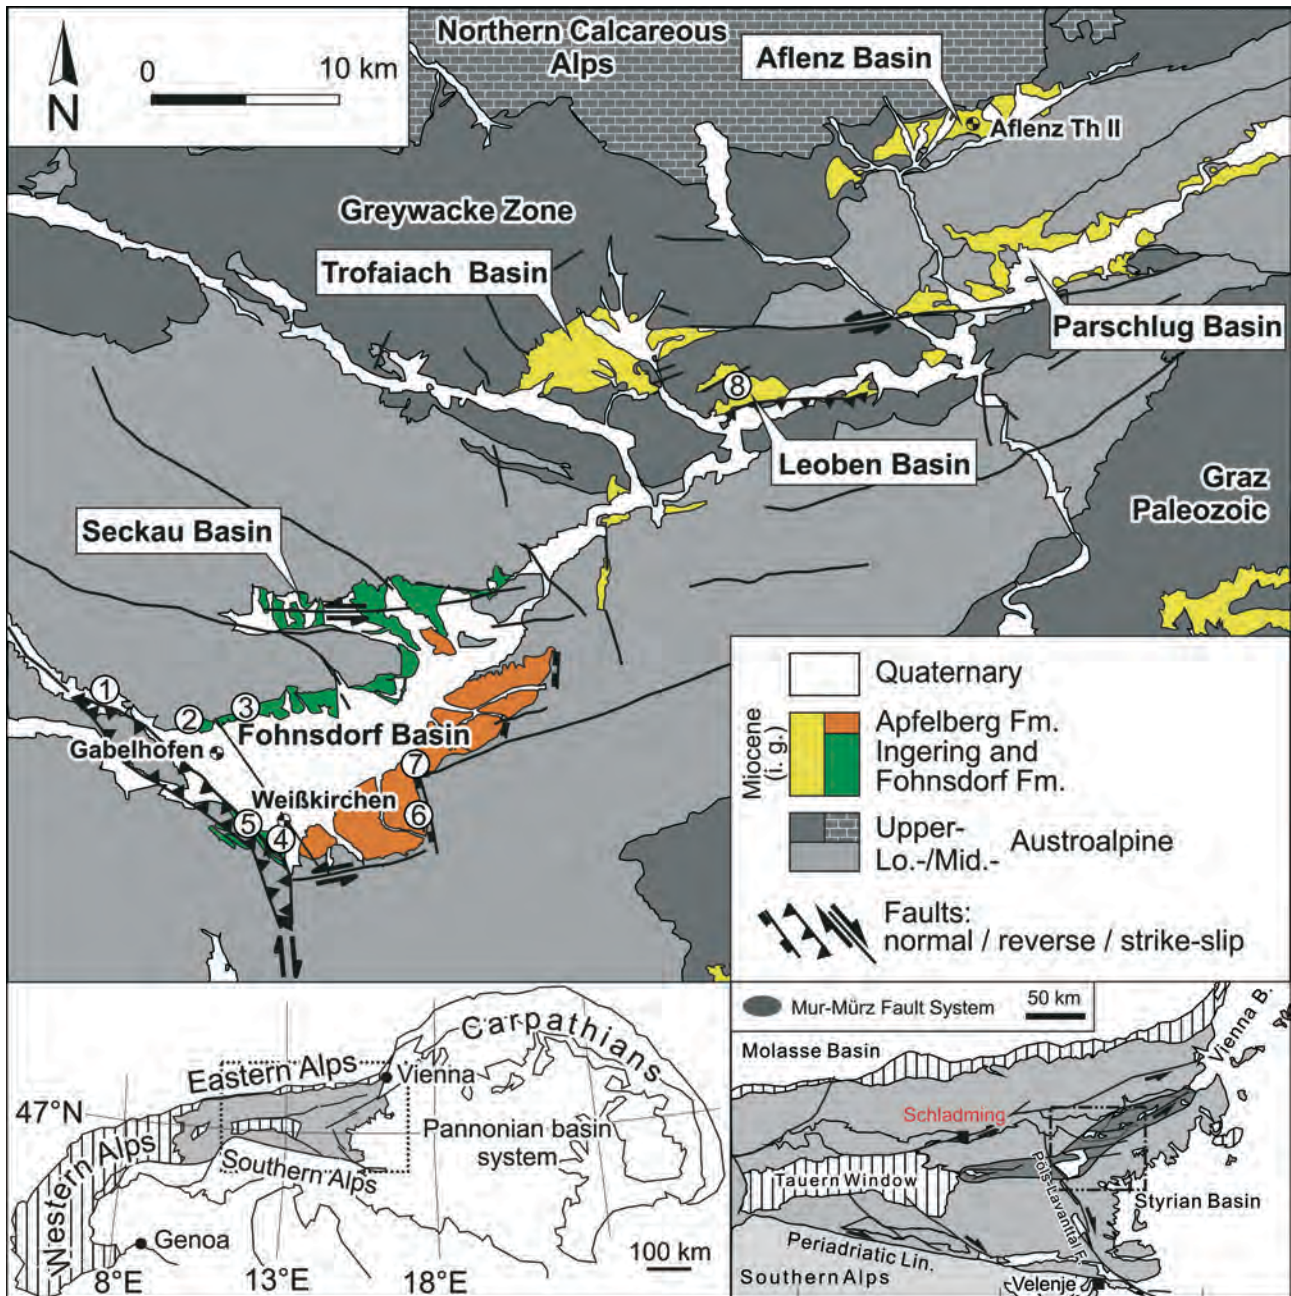 Northern Calcareous
Alps
0
10 km
N
Aflenz Basin
Aflenz Th II
Greywacke Zone
Trofaiach Basin
Parschlug Basin
8
Leoben Basin
Graz
Paleozoic
Seckau Basin
1
2
3
Gabelhofen
Fohnsdorf Basin
7
Weißkirchen
6
5
4
Quaternary
Miocene
(i. g.)
Apfelberg Fm.
Ingering and
Fohnsdorf Fm.
Upper-
Lo.-/Mid.-
Austroalpine
Faults:
normal / reverse / strike-slip
Carpathians
Eastern Alps
Vienna
47°N
Western Alps
Pannonian basin
system
Southern Alps
Genoa
100 km
8°E
13°E
18°E
Mur-Mürz Fault System
50 km
Vienna B.
Molasse Basin
Schladming
Tauern Window
Pöls-Lavanttal F.
Styrian Basin
Periadriatic Lin.
Southern Alps
Velenje